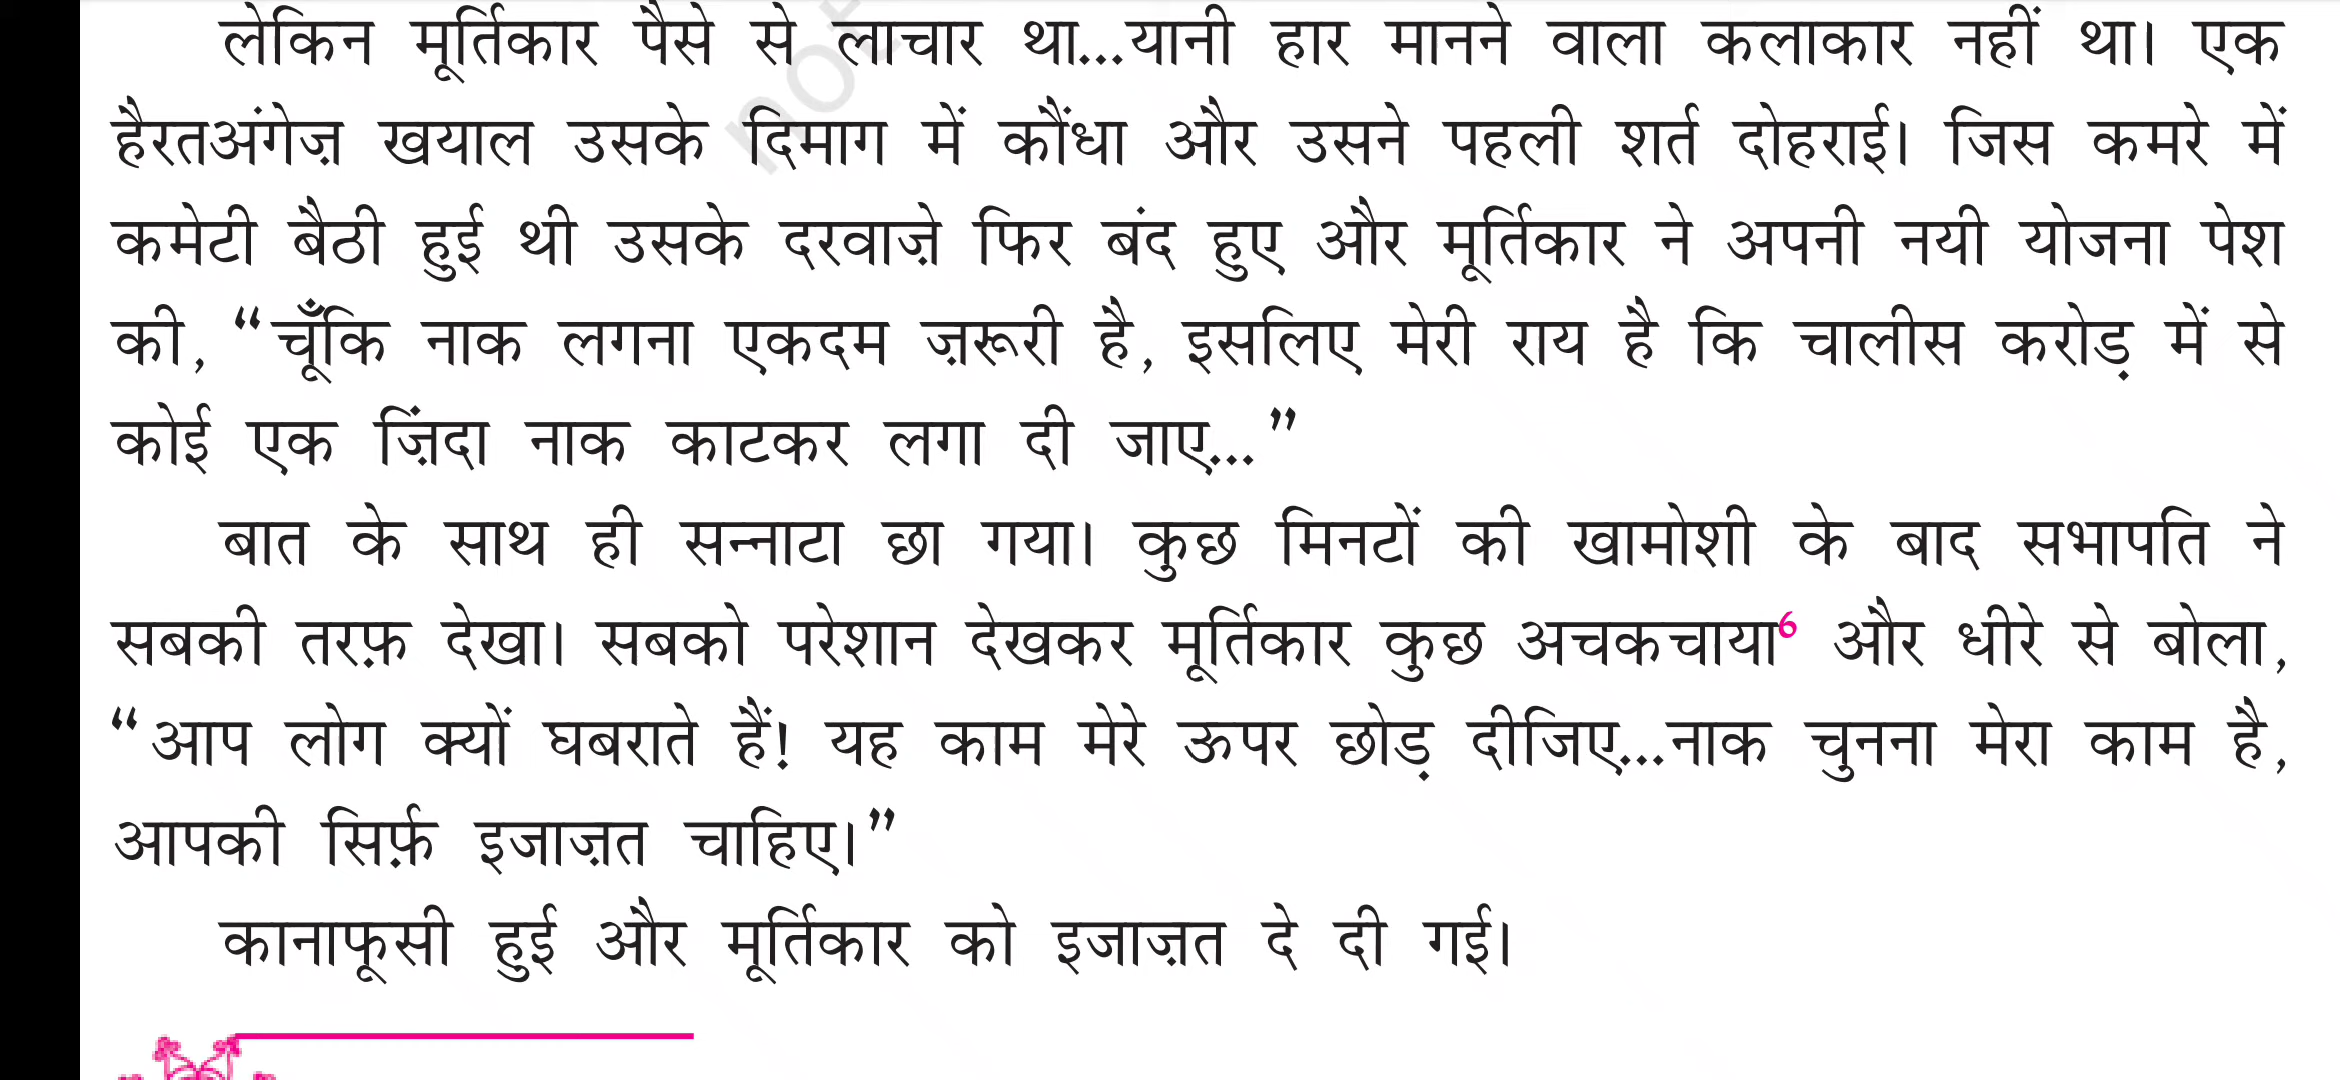 लेकिन मूर्तिकार पैसे से लाचार था...यानी हार मानने वाला कलाकार नहीं था। एक
हैरतअंगेज़ खयाल उसके दिमाग में कौंधा और उसने पहली शर्त दोहराई। जिस कमरे में
कमेटी बैठी हुई थी उसके दरवाज़े फिर बंद हुए और मूर्तिकार ने अपनी नयी योजना पेश
की, “चूँकि नाक लगना एकदम ज़रूरी है, इसलिए मेरी राय है कि चालीस करोड़ में से
कोई एक ज़िंदा नाक काटकर लगा दी जाए...”
बात के साथ ही सन्नाटा छा गया। कुछ मिनटों की खामोशी के बाद सभापति ने
सबकी तरफ़ देखा। सबको परेशान देखकर मूर्तिकार कुछ अचकचाया6 और धीरे से बोला,
“आप लोग क्यों घबराते हैं! यह काम मेरे ऊपर छोड़ दीजिए...नाक चुनना मेरा काम है,
आपकी सिर्फ़ इजाज़त चाहिए।”
कानाफूसी हुई और मूर्तिकार को इजाज़त दे दी गई।